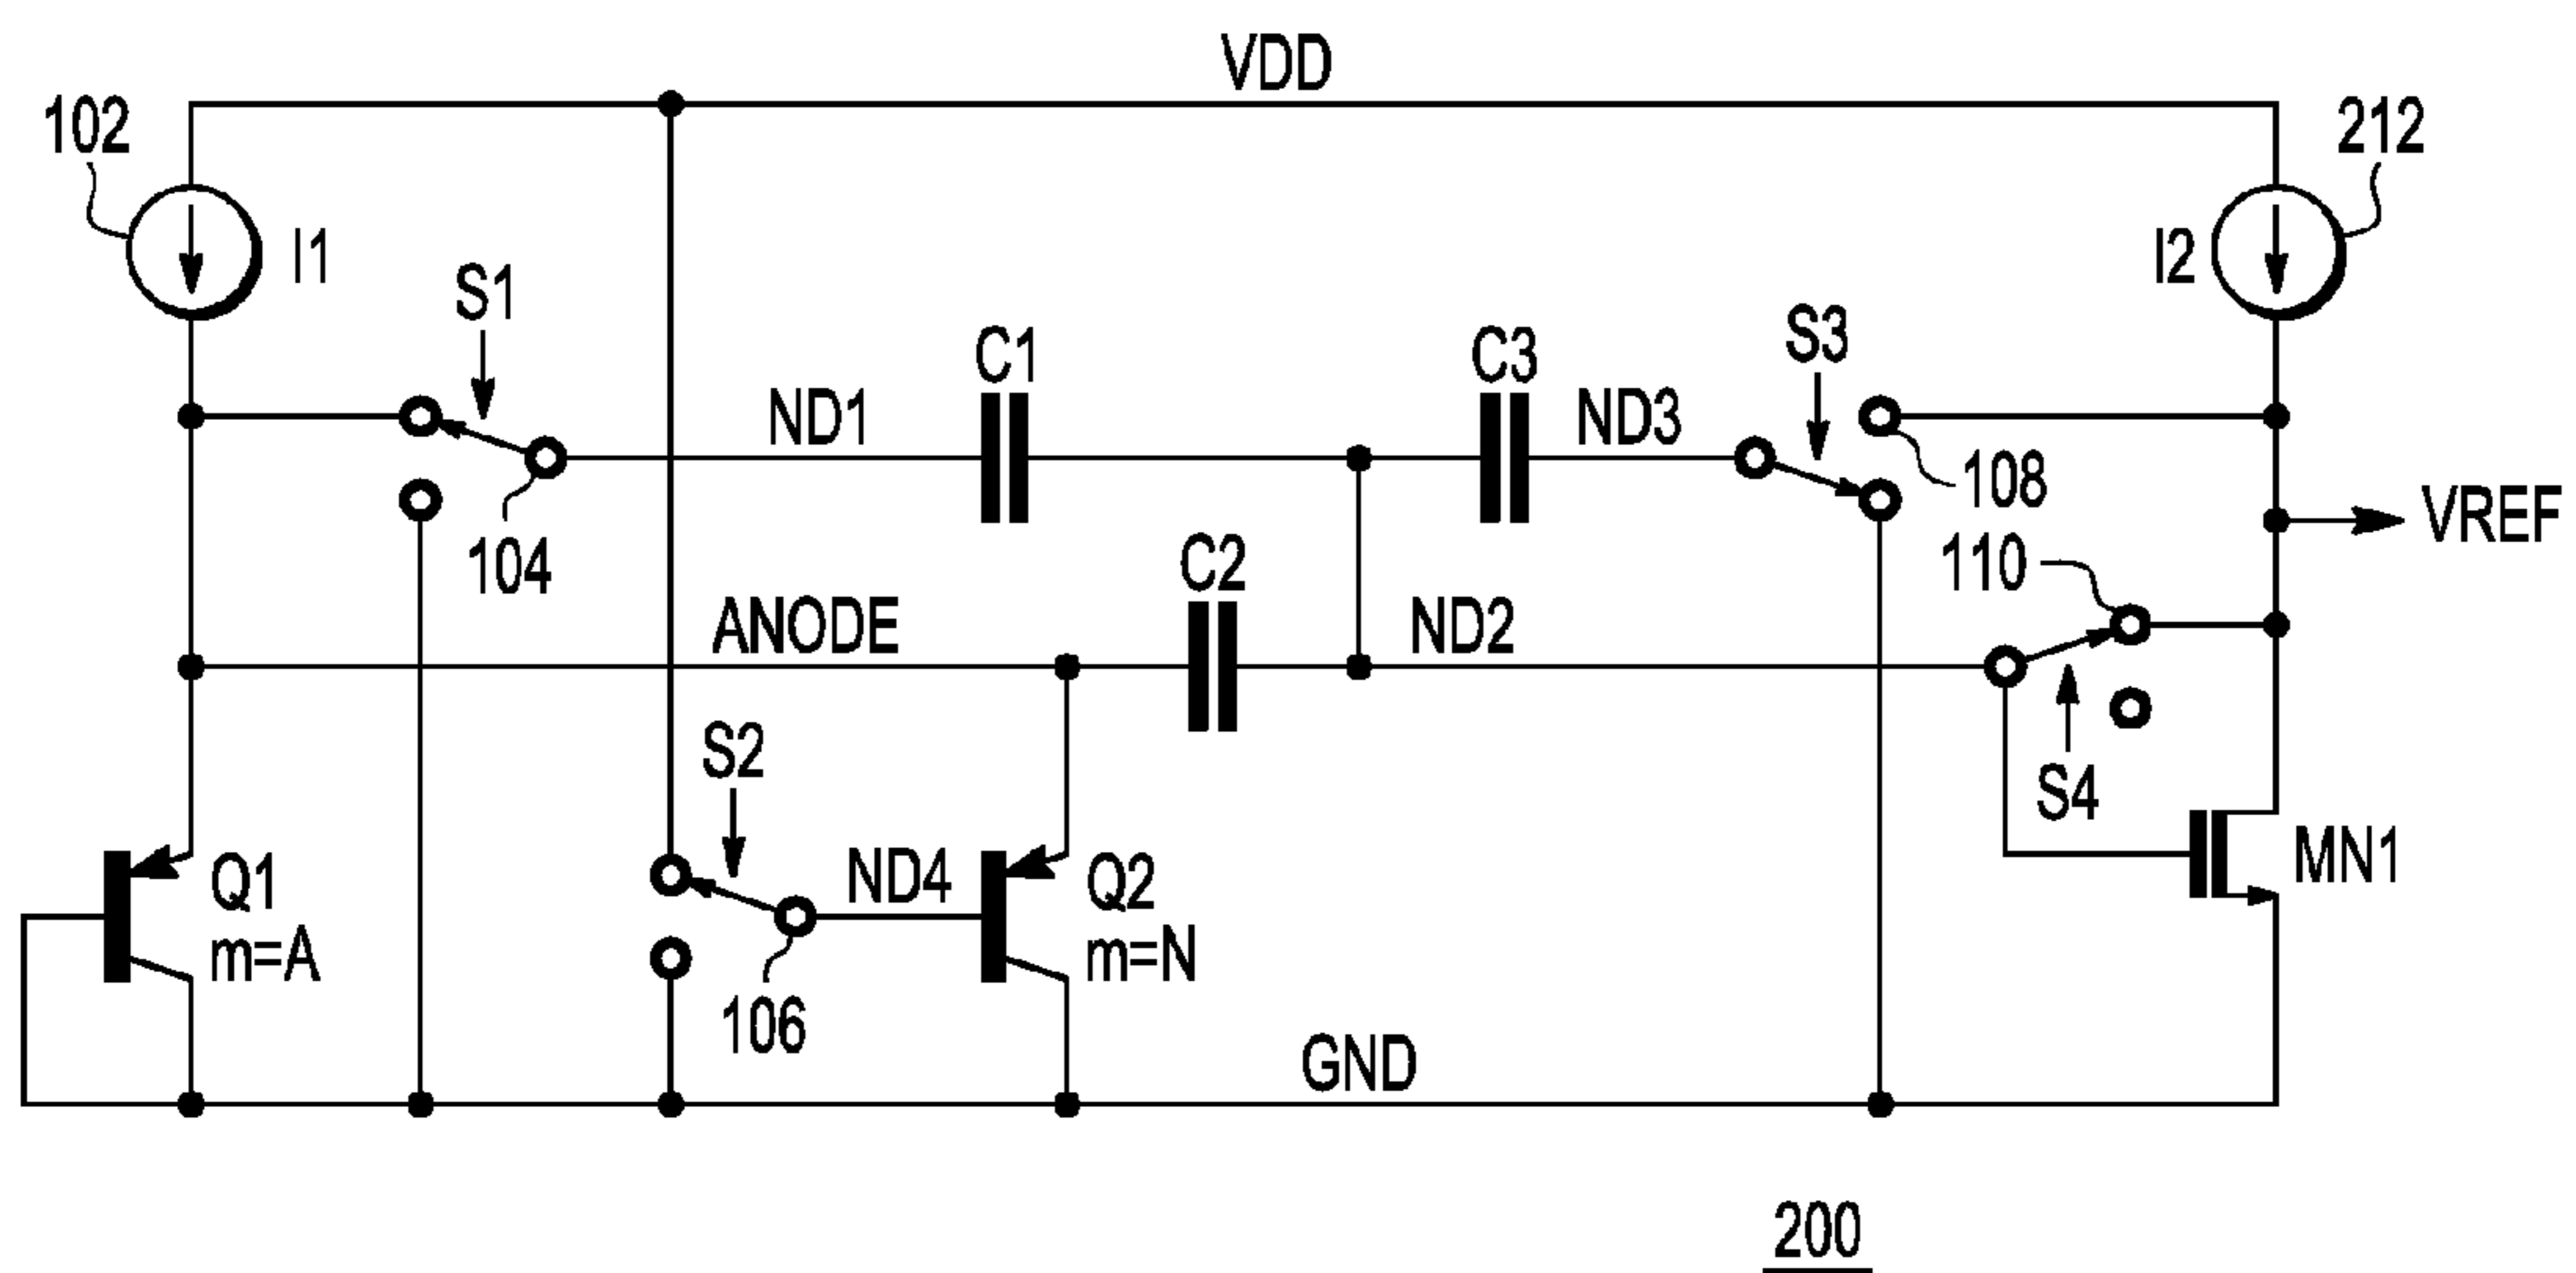 VDD
102
212
I1
I2
S1
S3
C1
C3
ND1
ND3
108
VREF
104
C2
110
ANODE
ND2
S2
S4
Q1
m=A
ND4
Q2
m=N
MN1
106
GND
200